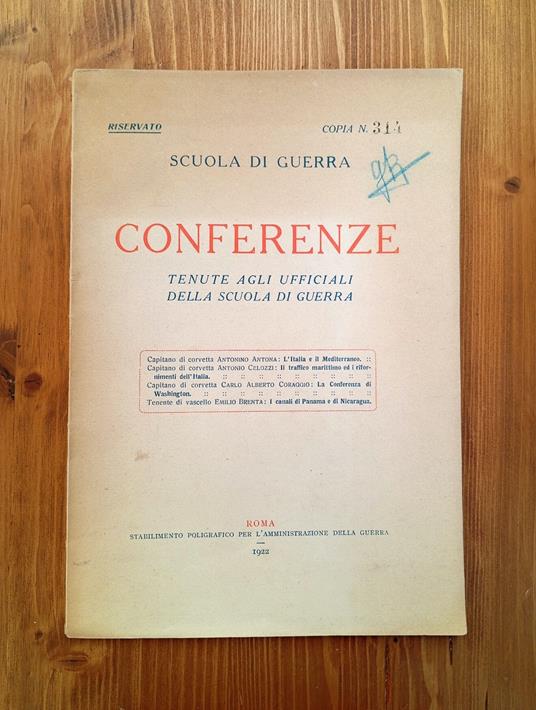 RISERVATO COPIA N. 314
SCUOLA DI GUERRA
CONFERENZE
TENUTE AGLI UFFICIALI
DELLA SCUOLA DI GUERRA
Capitano di corvetta ANTONINO ANTONA: L'Italia e il Mediterraneo. ::
Capitano di corvetta ANTONIO CELOZZI: Il traffico marittimo ed i rifor-
nimenti dell'Italia. :: :: :: :: :: :: :: :: ::
Capitano di corvetta CARLO ALBERTO CORAGGIO: La Conferenza di
Washington. :: :: :: :: :: :: :: :: :: ::
Tenente di vascello EMILIO BRENTA: I canali di Panama e di Nicaragua.
ROMA
STABILIMENTO POLIGRAFICO PER L'AMMINISTRAZIONE DELLA GUERRA
—
1922